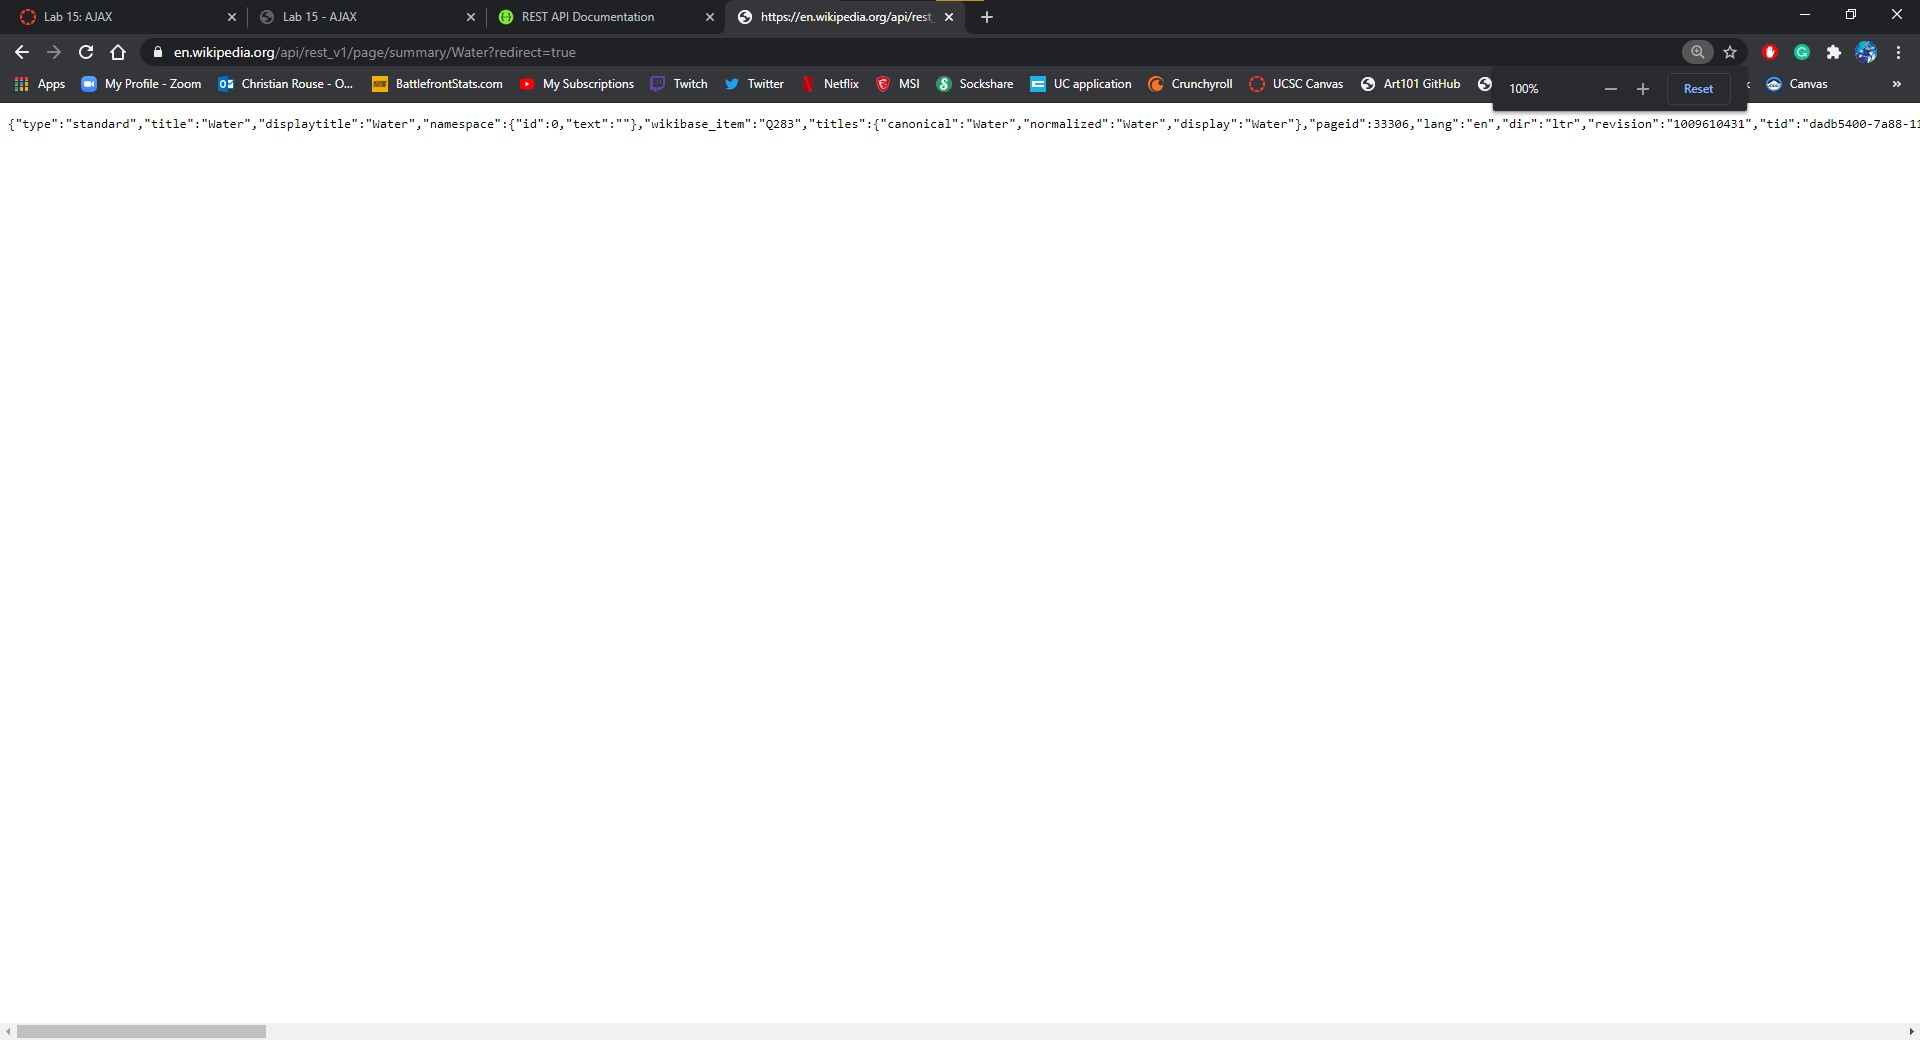 Lab 15: AJAX
Lab 15 - AJAX
REST API Documentation
https://en.wikipedia.org/api/rest_
en.wikipedia.org/api/rest_v1/page/summary/Water?redirect=true
Apps My Profile - Zoom Christian Rouse - O... BattlefrontStats.com My Subscriptions Twitch Twitter Netflix MSI Sockshare UC application Crunchyroll UCSC Canvas Art101 GitHub Canvas »
100% Reset
{"type":"standard","title":"Water","displaytitle":"Water","namespace":{"id":0,"text":""},"wikibase_item":"Q283","titles":{"canonical":"Water","normalized":"Water","display":"Water"},"pageid":33306,"lang":"en","dir":"ltr","revision":"1009610431","tid":"dadb5400-7a88-11